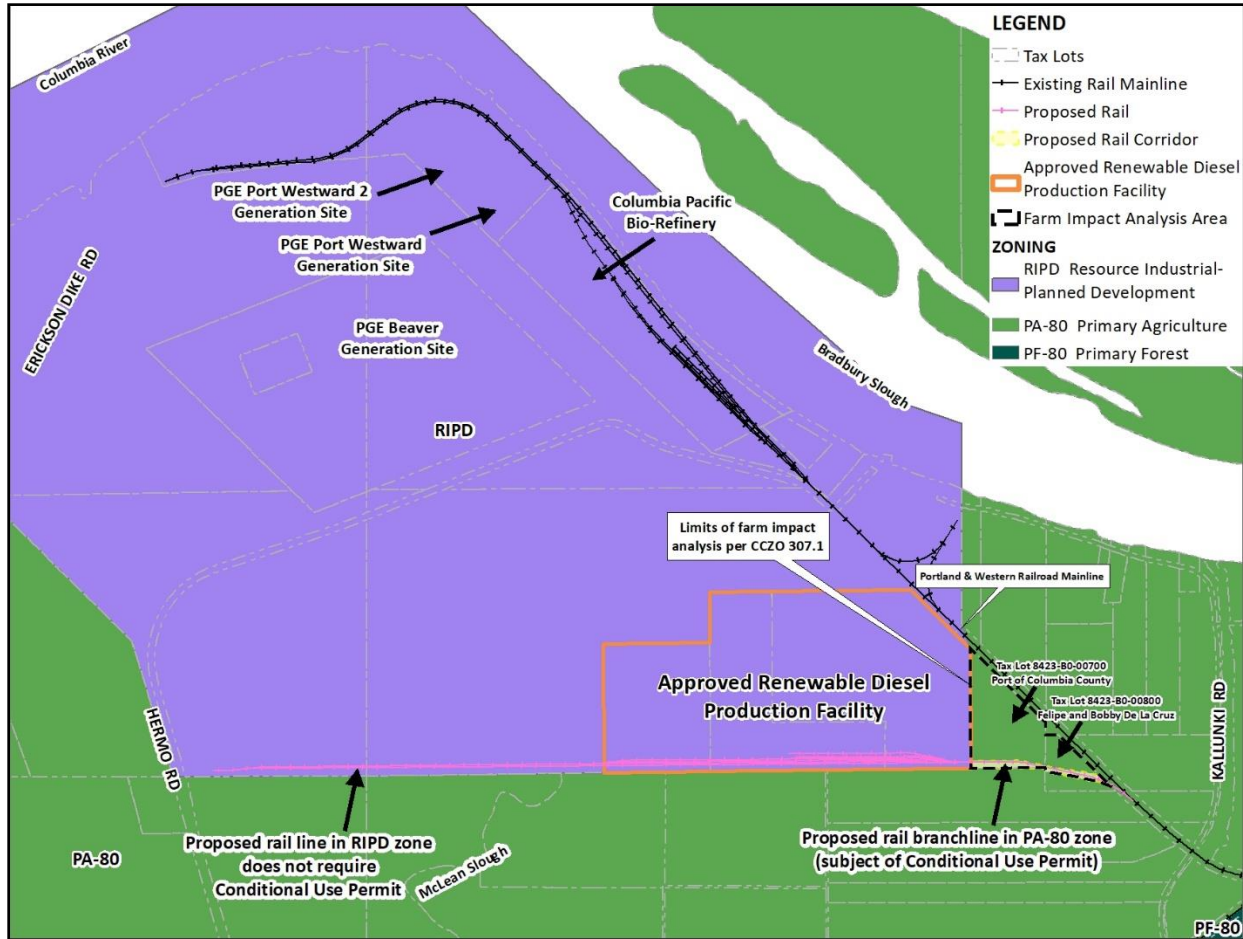 Columbia River
ERICKSON DIKE RD
PGE Port Westward 2
Generation Site
PGE Port Westward
Generation Site
Columbia Pacific
Bio-Refinery
PGE Beaver
Generation Site
RIPD
Bradbury Slough
LEGEND
Tax Lots
Existing Rail Mainline
Proposed Rail
Proposed Rail Corridor
Approved Renewable Diesel
Production Facility
Farm Impact Analysis Area
ZONING
RIPD Resource Industrial-
Planned Development
PA-80 Primary Agriculture
PF-80 Primary Forest
Limits of farm impact
analysis per CCZO 307.1
Portland & Western Railroad Mainline
Tax Lot 8423-B0-00700
Port of Columbia County
Tax Lot 8423-B0-00800
Felipe and Bobby De La Cruz
Approved Renewable Diesel
Production Facility
HERMO RD
KALLUNKI RD
Proposed rail line in RIPD zone
does not require
Conditional Use Permit
PA-80
McLean Slough
Proposed rail branchline in PA-80 zone
(subject of Conditional Use Permit)
PF-80